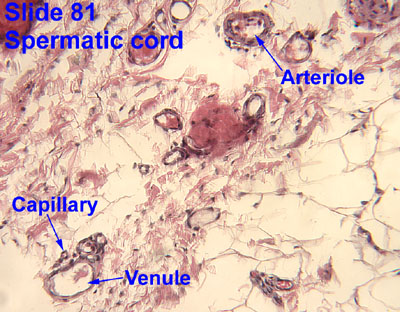 Slide 81
Spermatic cord
Arteriole
Capillary
Venule